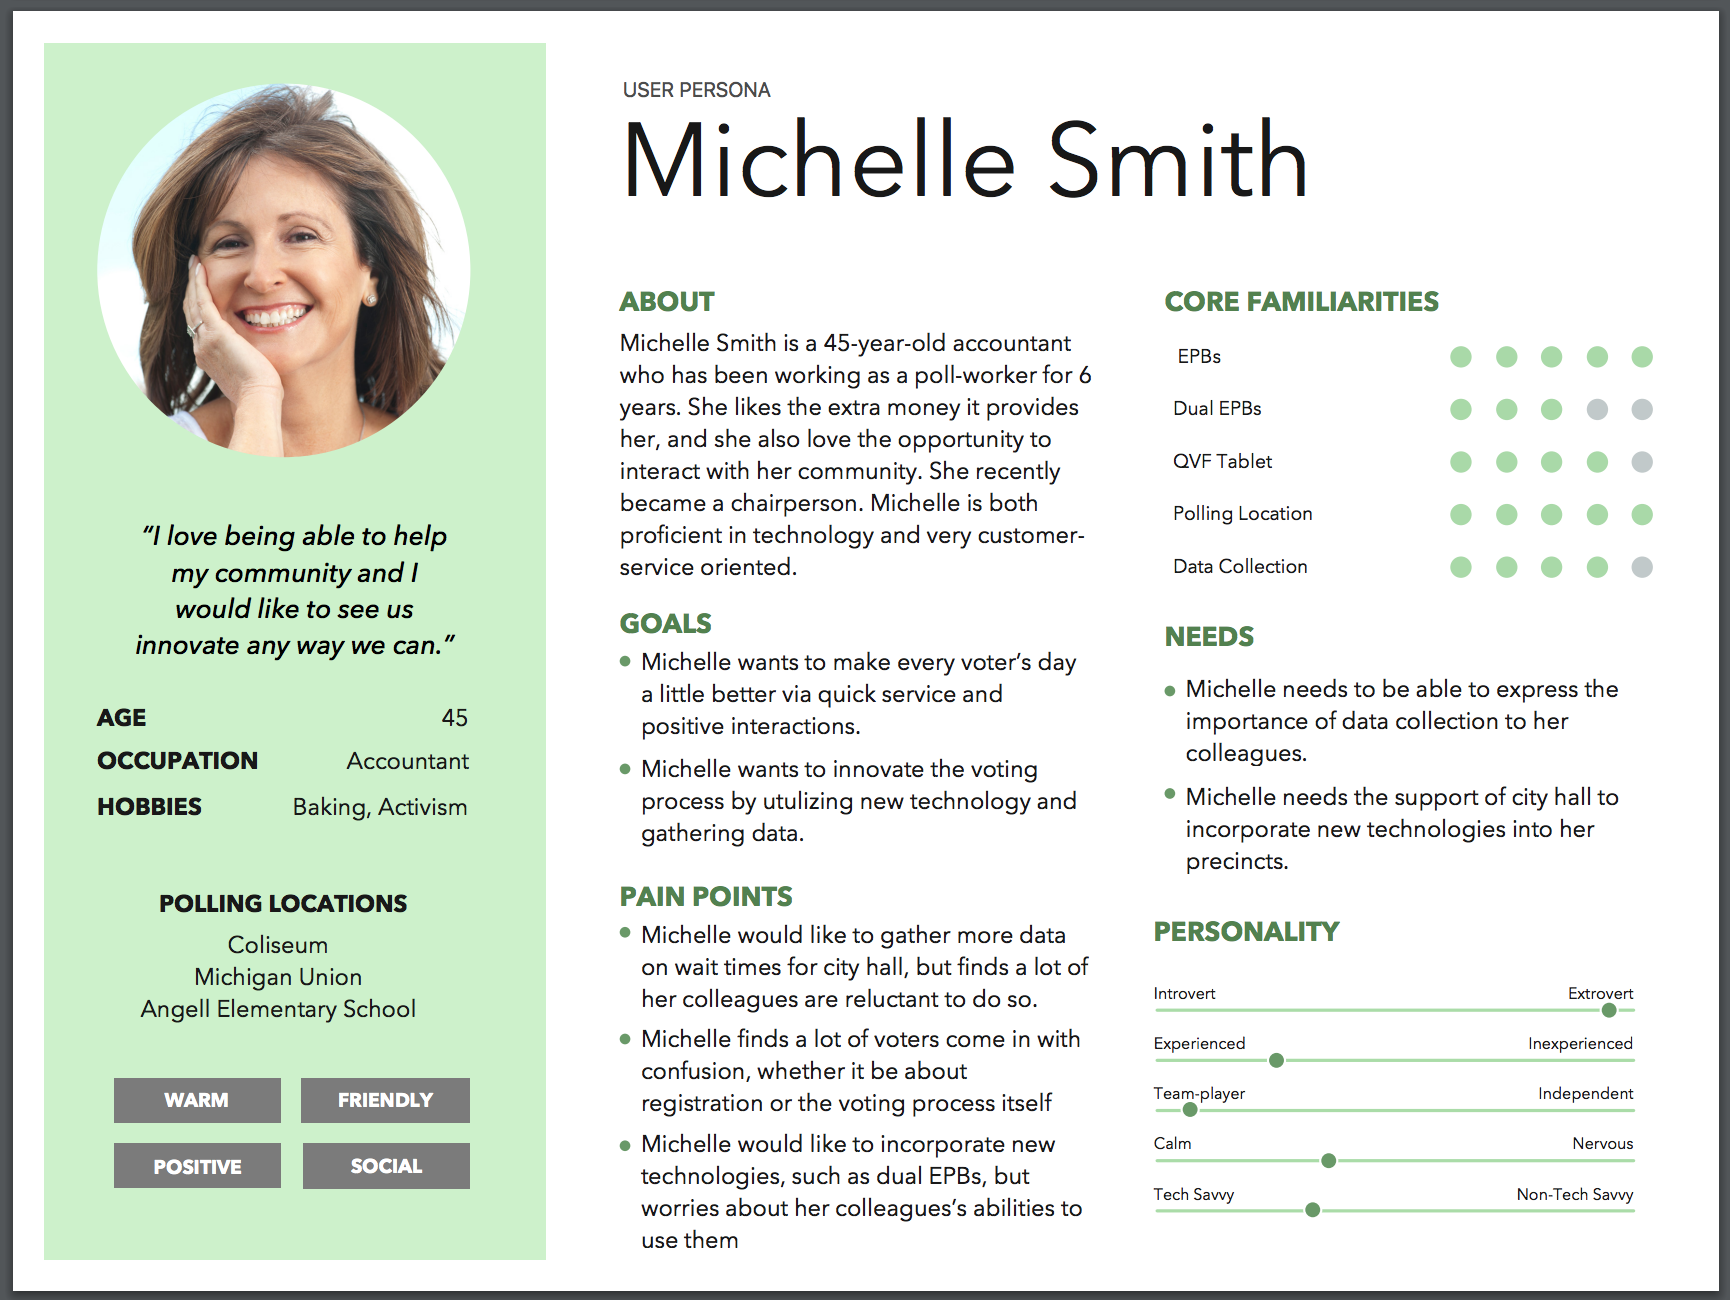 USER PERSONA
Michelle Smith
“I love being able to help
my community and I
would like to see us
innovate any way we can.”
AGE 45
OCCUPATION Accountant
HOBBIES Baking, Activism
POLLING LOCATIONS
Coliseum
Michigan Union
Angell Elementary School
WARM FRIENDLY
POSITIVE SOCIAL
ABOUT
Michelle Smith is a 45-year-old accountant
who has been working as a poll-worker for 6
years. She likes the extra money it provides
her, and she also love the opportunity to
interact with her community. She recently
became a chairperson. Michelle is both
proficient in technology and very customer-
service oriented.
GOALS
Michelle wants to make every voter’s day
a little better via quick service and
positive interactions.
Michelle wants to innovate the voting
process by utulizing new technology and
gathering data.
PAIN POINTS
Michelle would like to gather more data
on wait times for city hall, but finds a lot of
her colleagues are reluctant to do so.
Michelle finds a lot of voters come in with
confusion, whether it be about
registration or the voting process itself
Michelle would like to incorporate new
technologies, such as dual EPBs, but
worries about her colleagues’s abilities to
use them
CORE FAMILIARITIES
EPBs
Dual EPBs
QVF Tablet
Polling Location
Data Collection
NEEDS
Michelle needs to be able to express the
importance of data collection to her
colleagues.
Michelle needs the support of city hall to
incorporate new technologies into her
precincts.
PERSONALITY
Introvert Extrovert
Experienced Inexperienced
Team-player Independent
Calm Nervous
Tech Savvy Non-Tech Savvy